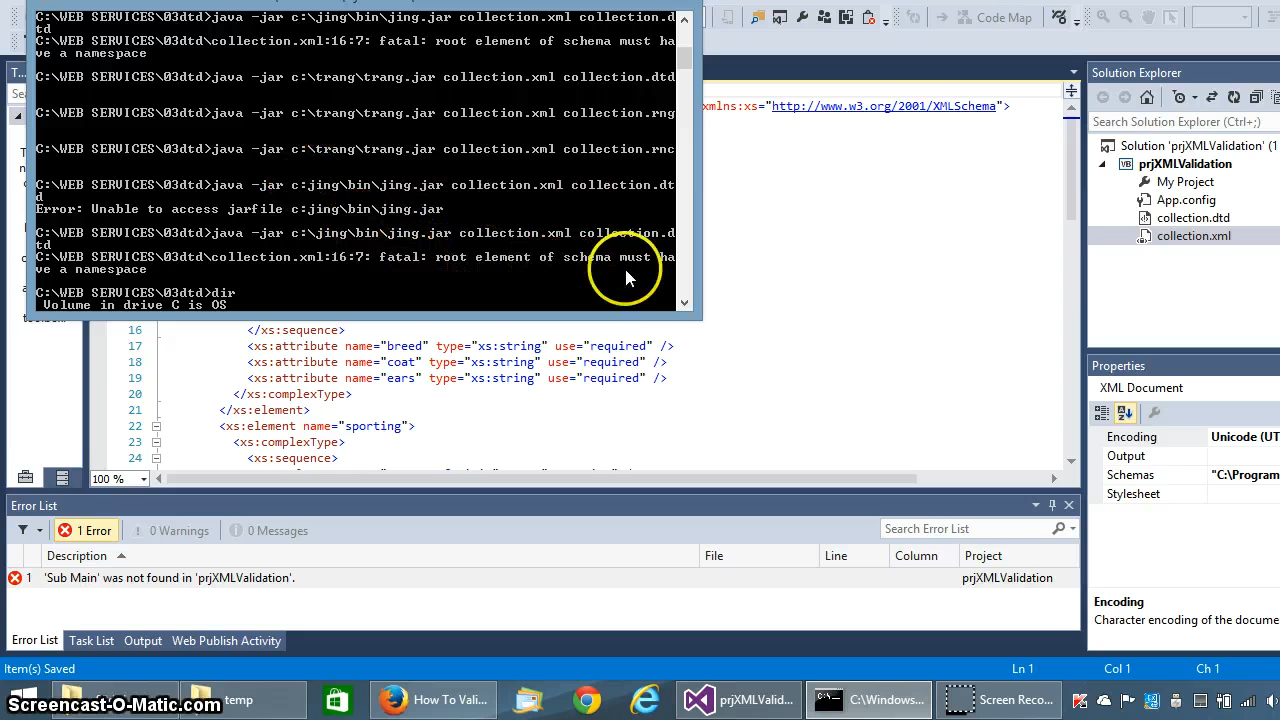 C:\WEB SERVICES\03dtd>java -jar c:\jing\bin\jing.jar collection.xml collection.d
td
C:\WEB SERVICES\03dtd\collection.xml:16:7: fatal: root element of schema must ha
ve a namespace
C:\WEB SERVICES\03dtd>java -jar c:\trang\trang.jar collection.xml collection.dtd
C:\WEB SERVICES\03dtd>java -jar c:\trang\trang.jar collection.xml collection.rng
C:\WEB SERVICES\03dtd>java -jar c:\trang\trang.jar collection.xml collection.rnc
C:\WEB SERVICES\03dtd>java -jar c:jing\bin\jing.jar collection.xml collection.dt
d
Error: Unable to access jarfile c:jing\bin\jing.jar
C:\WEB SERVICES\03dtd>java -jar c:\jing\bin\jing.jar collection.xml collection.d
td
C:\WEB SERVICES\03dtd\collection.xml:16:7: fatal: root element of schema must ha
ve a namespace
C:\WEB SERVICES\03dtd>dir
Volume in drive C is OS
Code Map
T...
Sea
xmlns:xs="http://www.w3.org/2001/XMLSchema">
16 </xs:sequence>
17 <xs:attribute name="breed" type="xs:string" use="required" />
18 <xs:attribute name="coat" type="xs:string" use="required" />
19 <xs:attribute name="ears" type="xs:string" use="required" />
20 </xs:complexType>
21 </xs:element>
22 <xs:element name="sporting">
23 <xs:complexType>
24 <xs:sequence>
100 %
Solution Explorer
Search Solution Explorer (Ctrl+;)
Solution 'prjXMLValidation' (1
prjXMLValidation
My Project
App.config
collection.dtd
collection.xml
Properties
XML Document
Encoding Unicode (UT
Output
Schemas "C:\Program
Stylesheet
Encoding
Character encoding of the docume
Error List
1 Error 0 Warnings 0 Messages
Search Error List
Description File Line Column Project
1 'Sub Main' was not found in 'prjXMLValidation'. prjXMLValidation
Error List Task List Output Web Publish Activity
Item(s) Saved Ln 1 Col 1 Ch 1
temp How To Vali... prjXMLValid... C:\Windows... Screen Reco...
Screencast-O-Matic.com